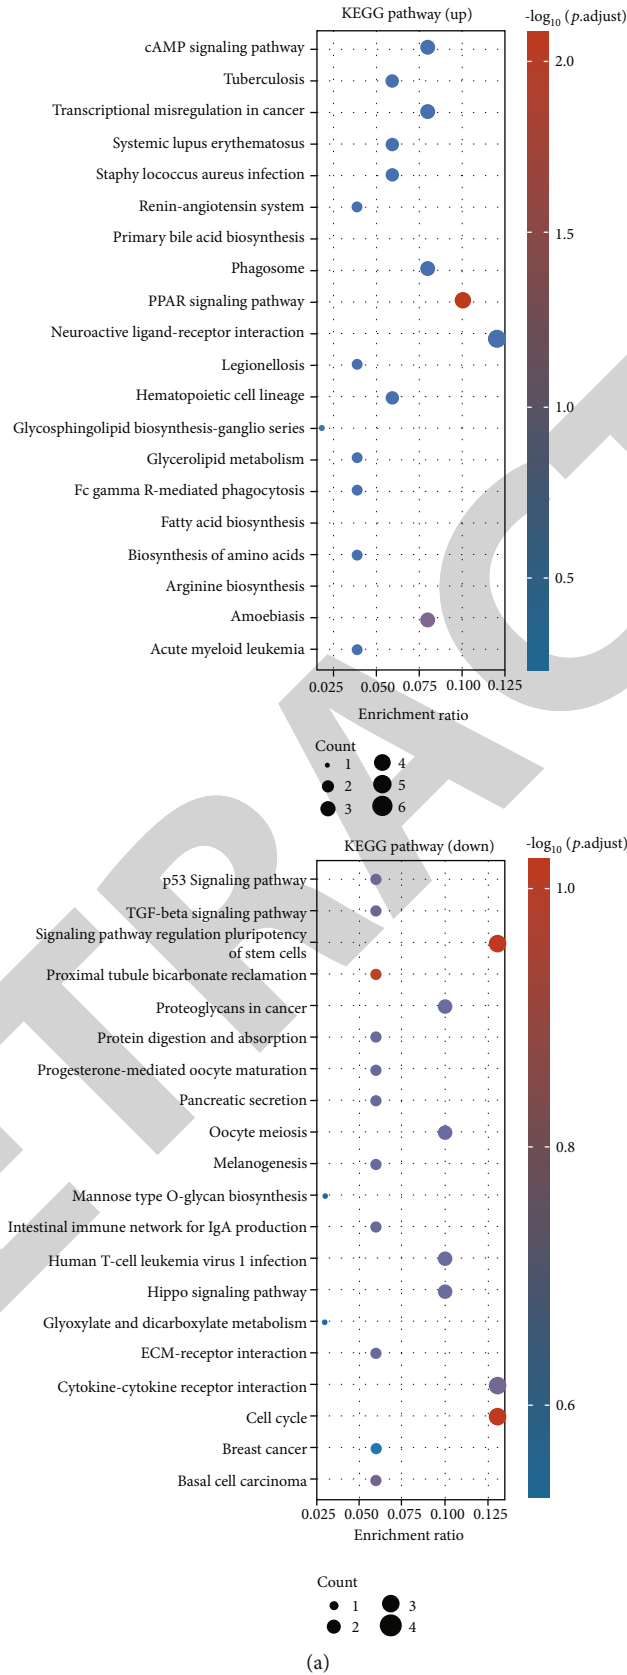 KEGG pathway (up)
-log10 (p.adjust)
cAMP signaling pathway
Tuberculosis
Transcriptional misregulation in cancer
Systemic lupus erythematosus
Staphy lococcus aureus infection
Renin-angiotensin system
Primary bile acid biosynthesis
Phagosome
PPAR signaling pathway
Neuroactive ligand-receptor interaction
Legionellosis
Hematopoietic cell lineage
Glycosphingolipid biosynthesis-ganglio series
Glycerolipid metabolism
Fc gamma R-mediated phagocytosis
Fatty acid biosynthesis
Biosynthesis of amino acids
Arginine biosynthesis
Amoebiasis
Acute myeloid leukemia
2.0
1.5
1.0
0.5
0.025 0.050 0.075 0.100 0.125
Enrichment ratio
Count
1 4
2 5
3 6
KEGG pathway (down)
-log10 (p.adjust)
p53 Signaling pathway
TGF-beta signaling pathway
Signaling pathway regulation pluripotency
of stem cells
Proximal tubule bicarbonate reclamation
Proteoglycans in cancer
Protein digestion and absorption
Progesterone-mediated oocyte maturation
Pancreatic secretion
Oocyte meiosis
Melanogenesis
Mannose type O-glycan biosynthesis
Intestinal immune network for IgA production
Human T-cell leukemia virus 1 infection
Hippo signaling pathway
Glyoxylate and dicarboxylate metabolism
ECM-receptor interaction
Cytokine-cytokine receptor interaction
Cell cycle
Breast cancer
Basal cell carcinoma
1.0
0.8
0.6
0.025 0.050 0.075 0.100 0.125
Enrichment ratio
Count
1 3
2 4
(a)
ETRACT